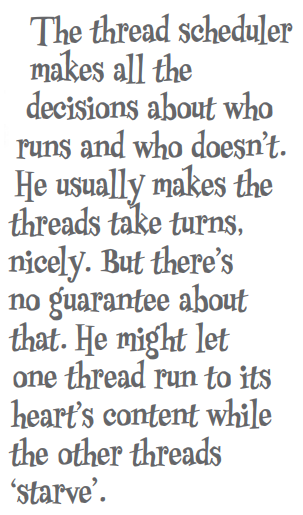 The thread scheduler
makes all the
decisions about who
runs and who doesn't.
He usually makes the
threads take turns,
nicely. But there's
no guarantee about
that. He might let
one thread run to its
heart's content while
the other threads
‘starve’.